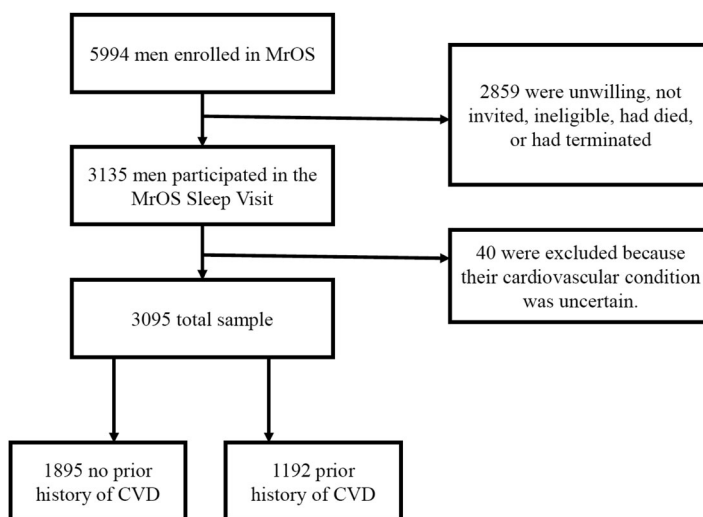 5994 men enrolled in MrOS
2859 were unwilling, not
invited, ineligible, had died,
or had terminated
3135 men participated in the
MrOS Sleep Visit
40 were excluded because
their cardiovascular condition
was uncertain.
3095 total sample
1895 no prior
history of CVD
1192 prior
history of CVD